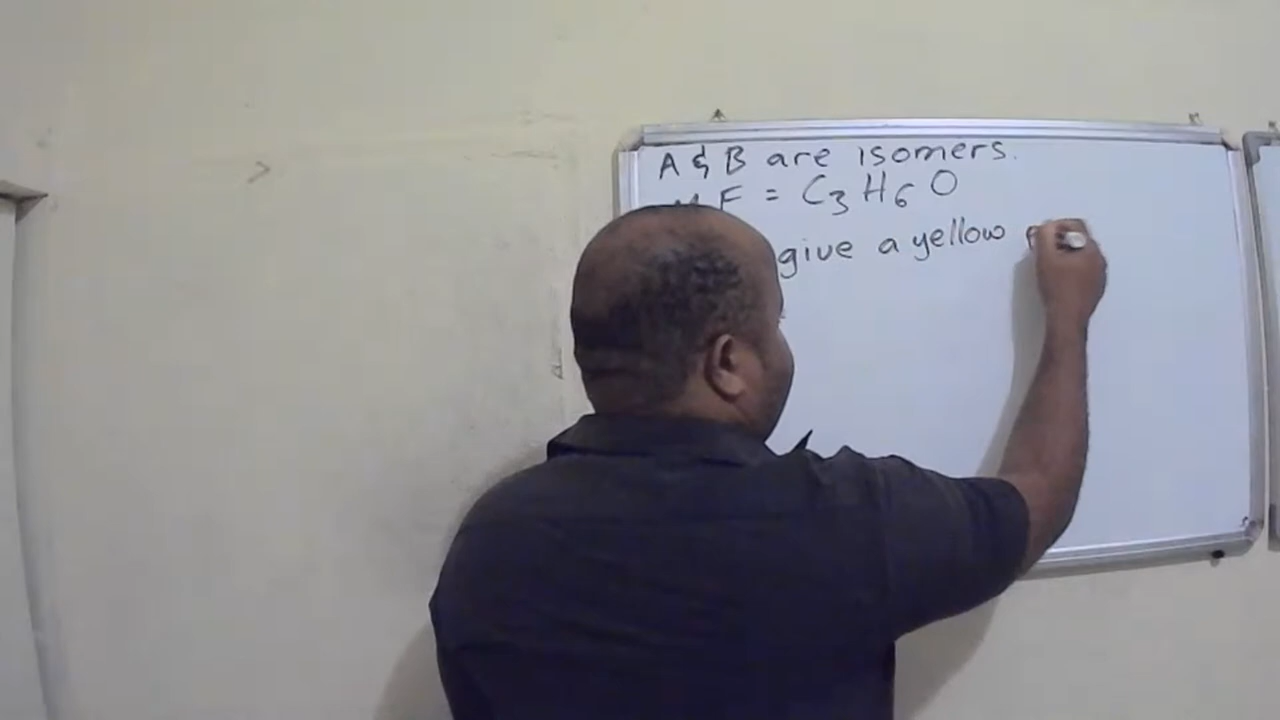 A & B are isomers.
F = C₃H₆O
give a yellow